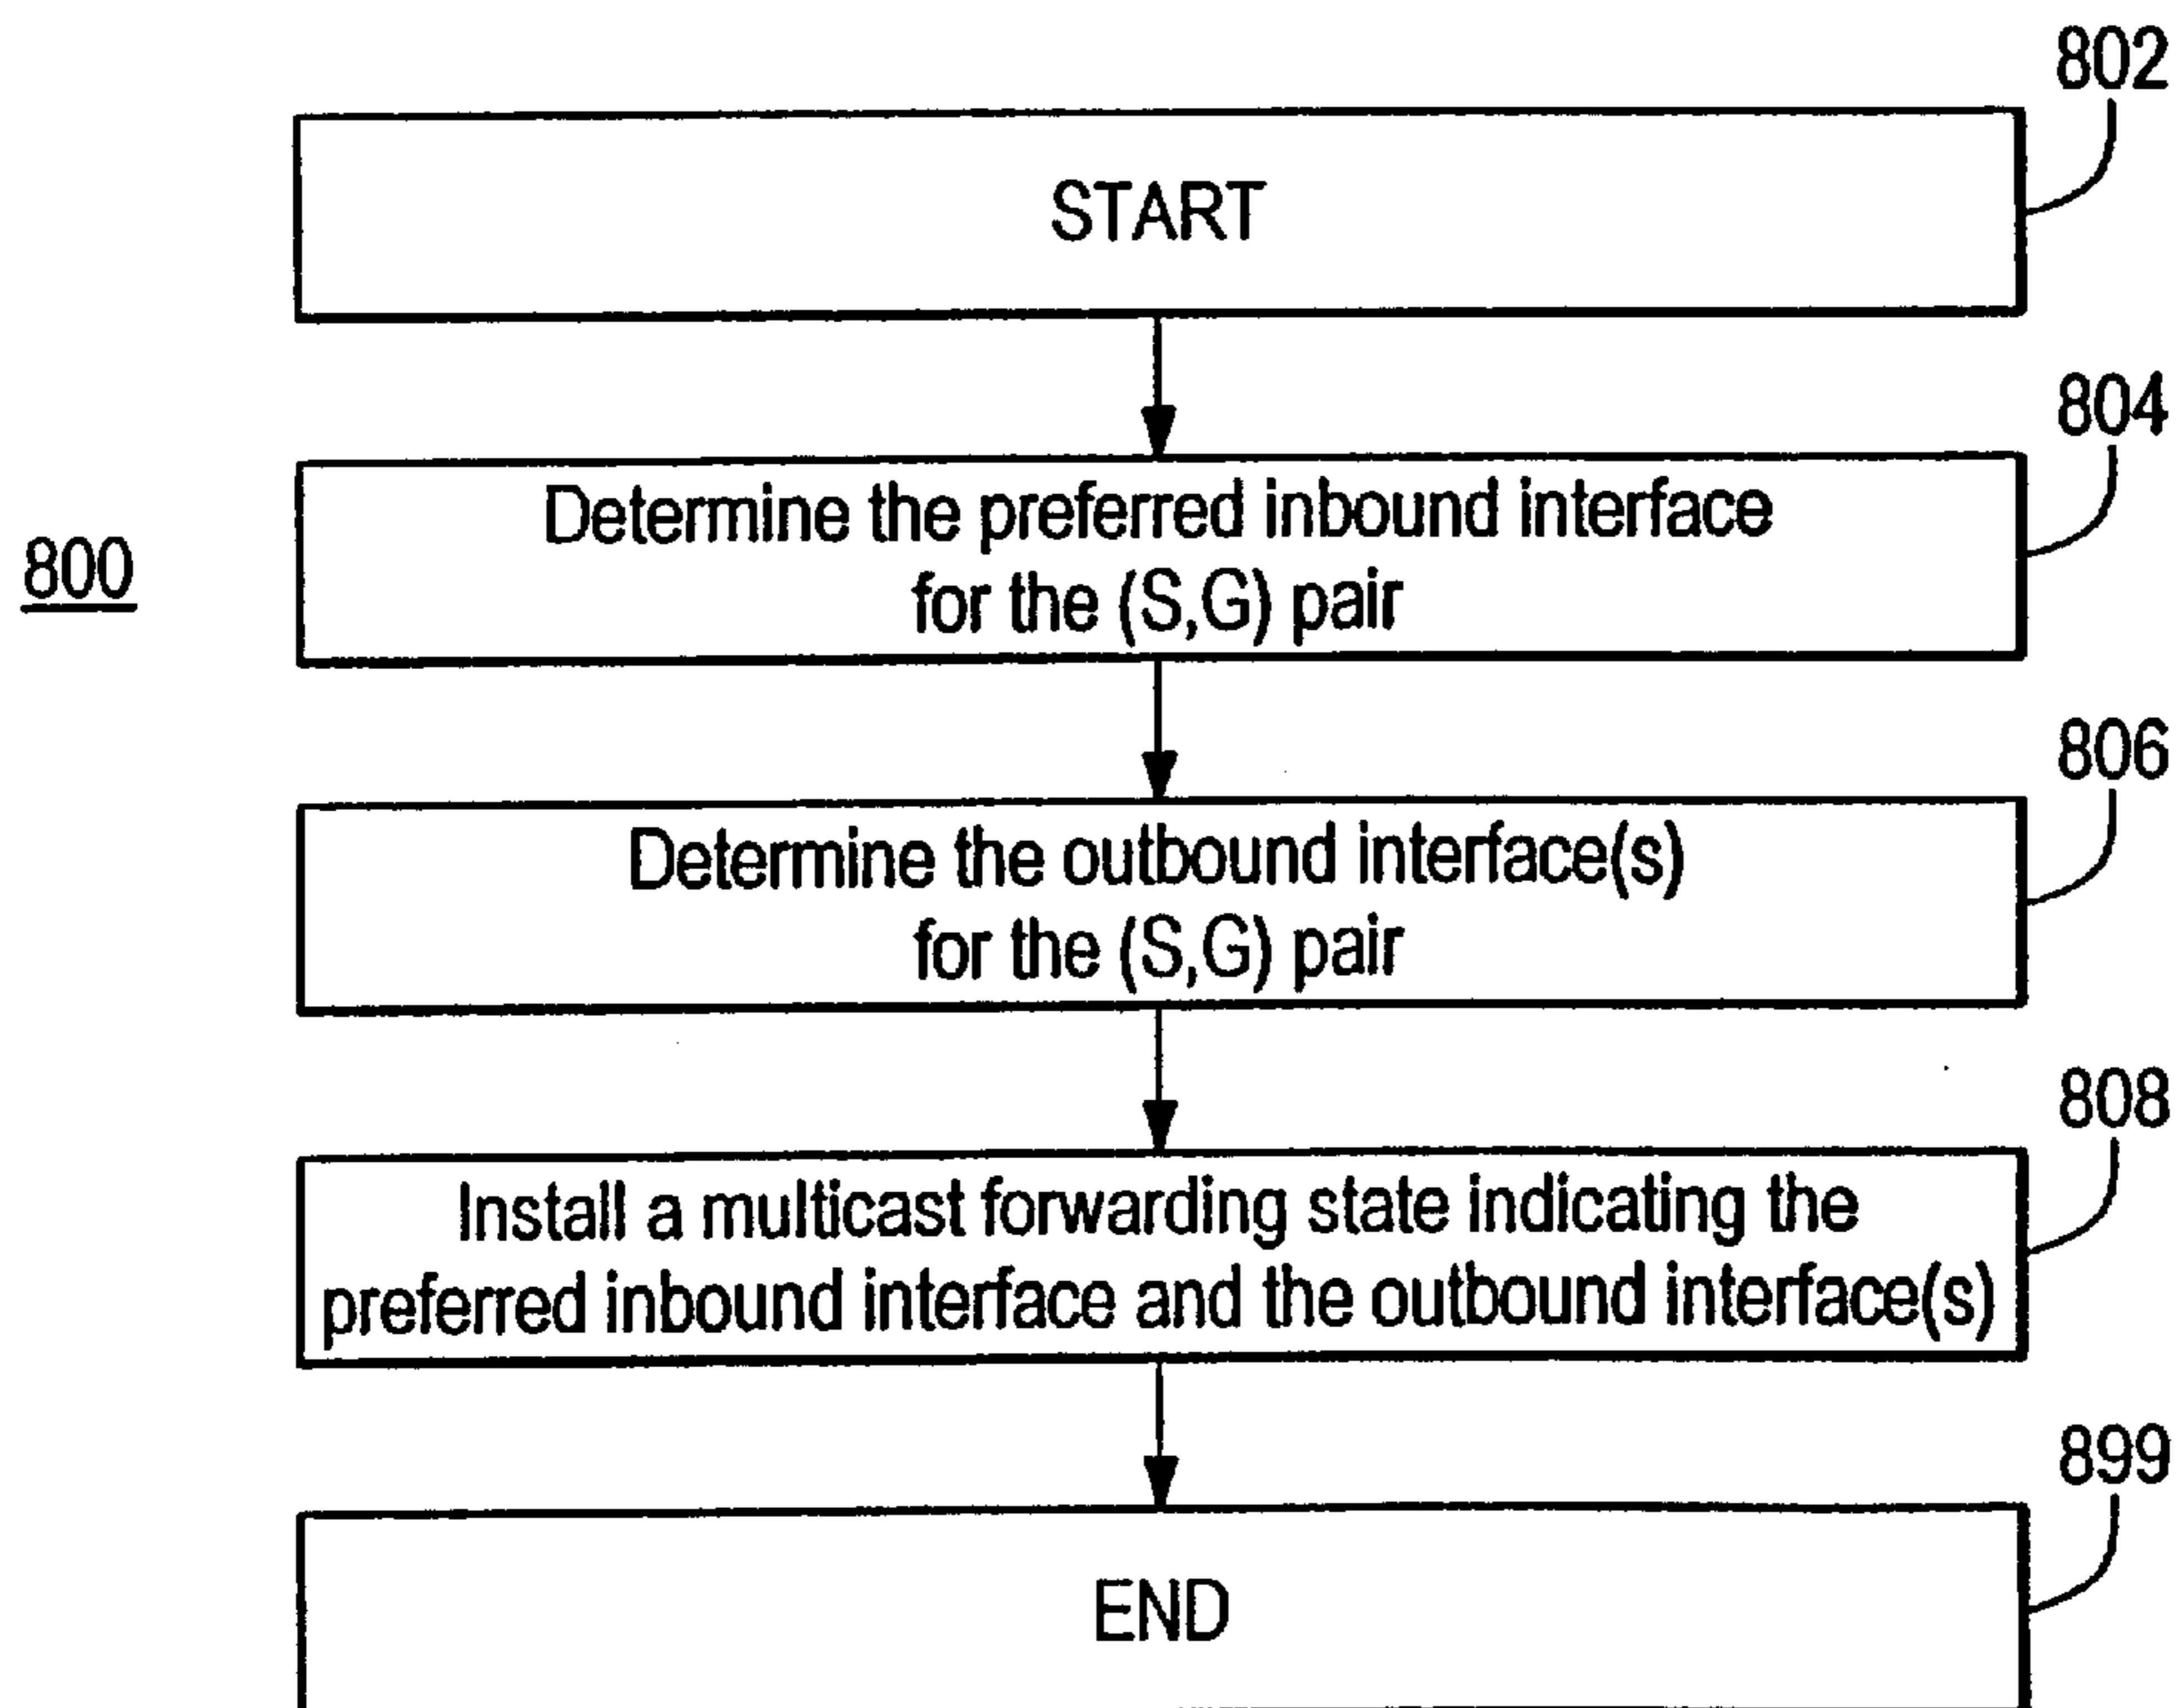 802
START
804
Determine the preferred inbound interface
for the (S,G) pair
800
806
Determine the outbound interface(s)
for the (S,G) pair
808
Install a multicast forwarding state indicating the
preferred inbound interface and the outbound interface(s)
899
END